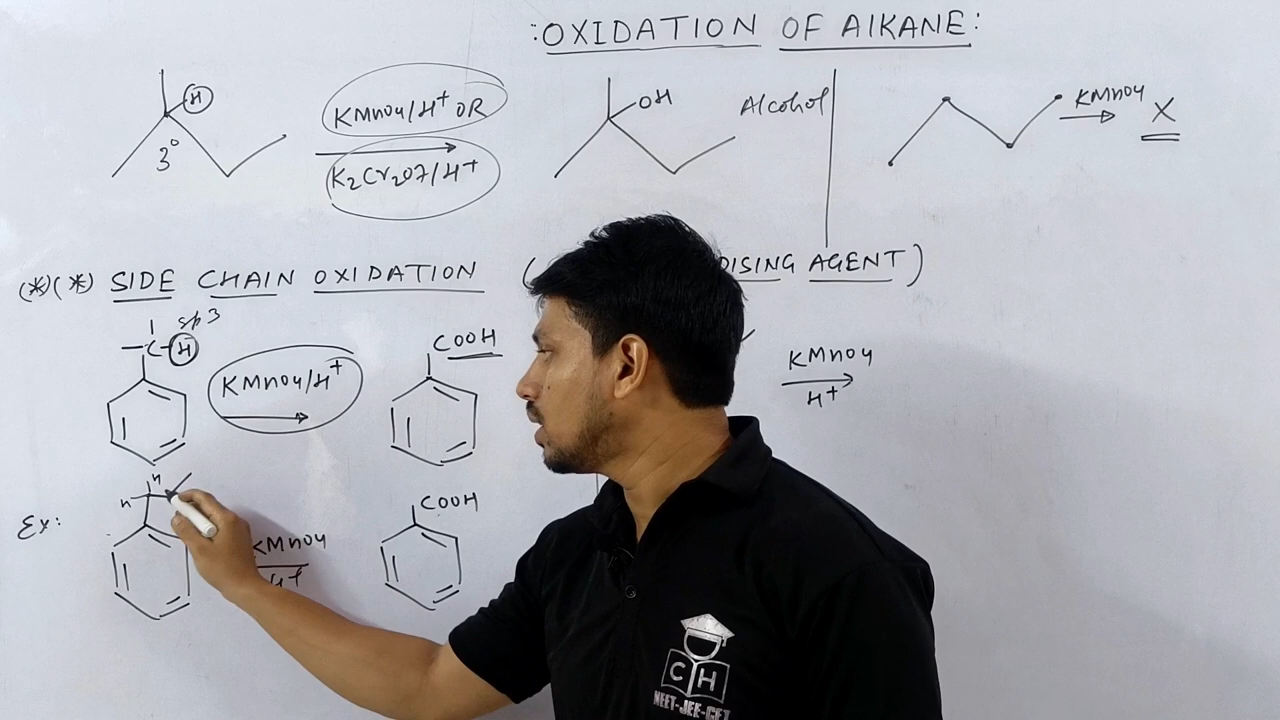 :OXIDATION OF AlKANE:
H
3°
KMnO4/H+ OR
K2Cr2O7/H+
OH
Alcohol
KMnO4
X
(*)(*) SIDE CHAIN OXIDATION ( AGENT)
sp3
C-H
KMnO4/H+
COOH
KMnO4
H+
Ex:
H
H
KMnO4
H+
COOH
CH
NEET-JEE-CET